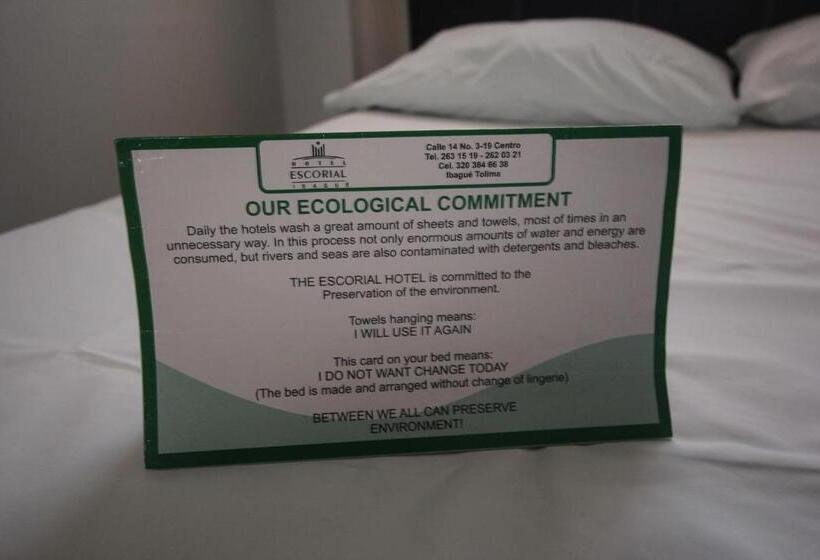 HOTEL
ESCORIAL
IBAGUÉ
Calle 14 No. 3-19 Centro
Tel. 263 15 19 - 262 03 21
Cel. 320 384 66 38
Ibagué Tolima
OUR ECOLOGICAL COMMITMENT
Daily the hotels wash a great amount of sheets and towels, most of times in an
unnecessary way. In this process not only enormous amounts of water and energy are
consumed, but rivers and seas are also contaminated with detergents and bleaches.
THE ESCORIAL HOTEL is committed to the
Preservation of the environment.
Towels hanging means:
I WILL USE IT AGAIN
This card on your bed means:
I DO NOT WANT CHANGE TODAY
(The bed is made and arranged without change of lingerie)
BETWEEN WE ALL CAN PRESERVE
ENVIRONMENT!